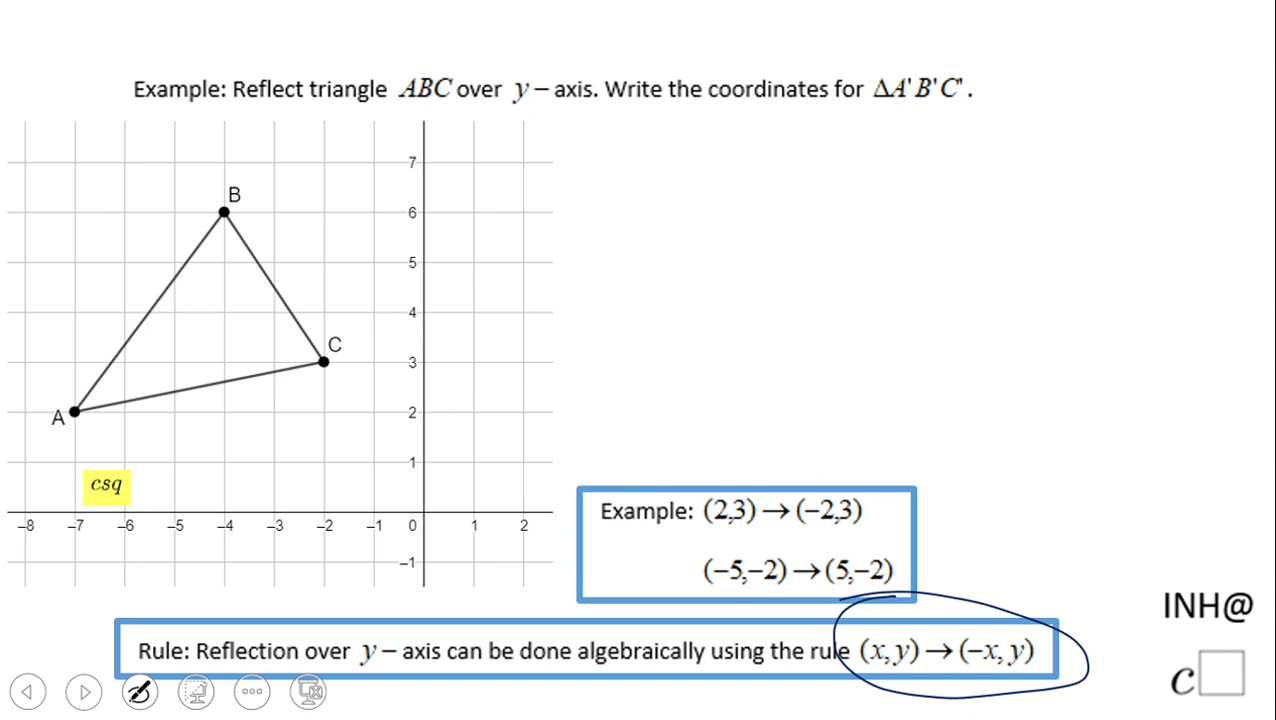 Example: Reflect triangle ABC over y – axis. Write the coordinates for ΔA'B'C'.
7
B
6
5
4
C
3
A
2
1
csq
–8 –7 –6 –5 –4 –3 –2 –1 0 1 2
–1
Example: (2,3) → (–2,3)
(–5,–2) → (5,–2)
INH@
Rule: Reflection over y – axis can be done algebraically using the rule (x, y) → (–x, y)
c